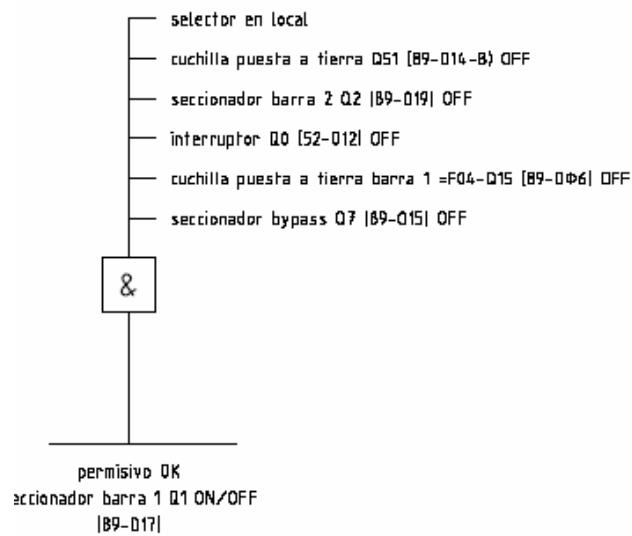 selector en local
cuchilla puesta a tierra Q51 [89-014-B] OFF
seccionador barra 2 Q2 [89-019] OFF
interruptor Q0 [52-012] OFF
cuchilla puesta a tierra barra 1 =F04-Q15 [89-0Φ6] OFF
seccionador bypass Q7 [89-015] OFF
&
permisivo OK
eccionador barra 1 Q1 ON/OFF
[89-017]